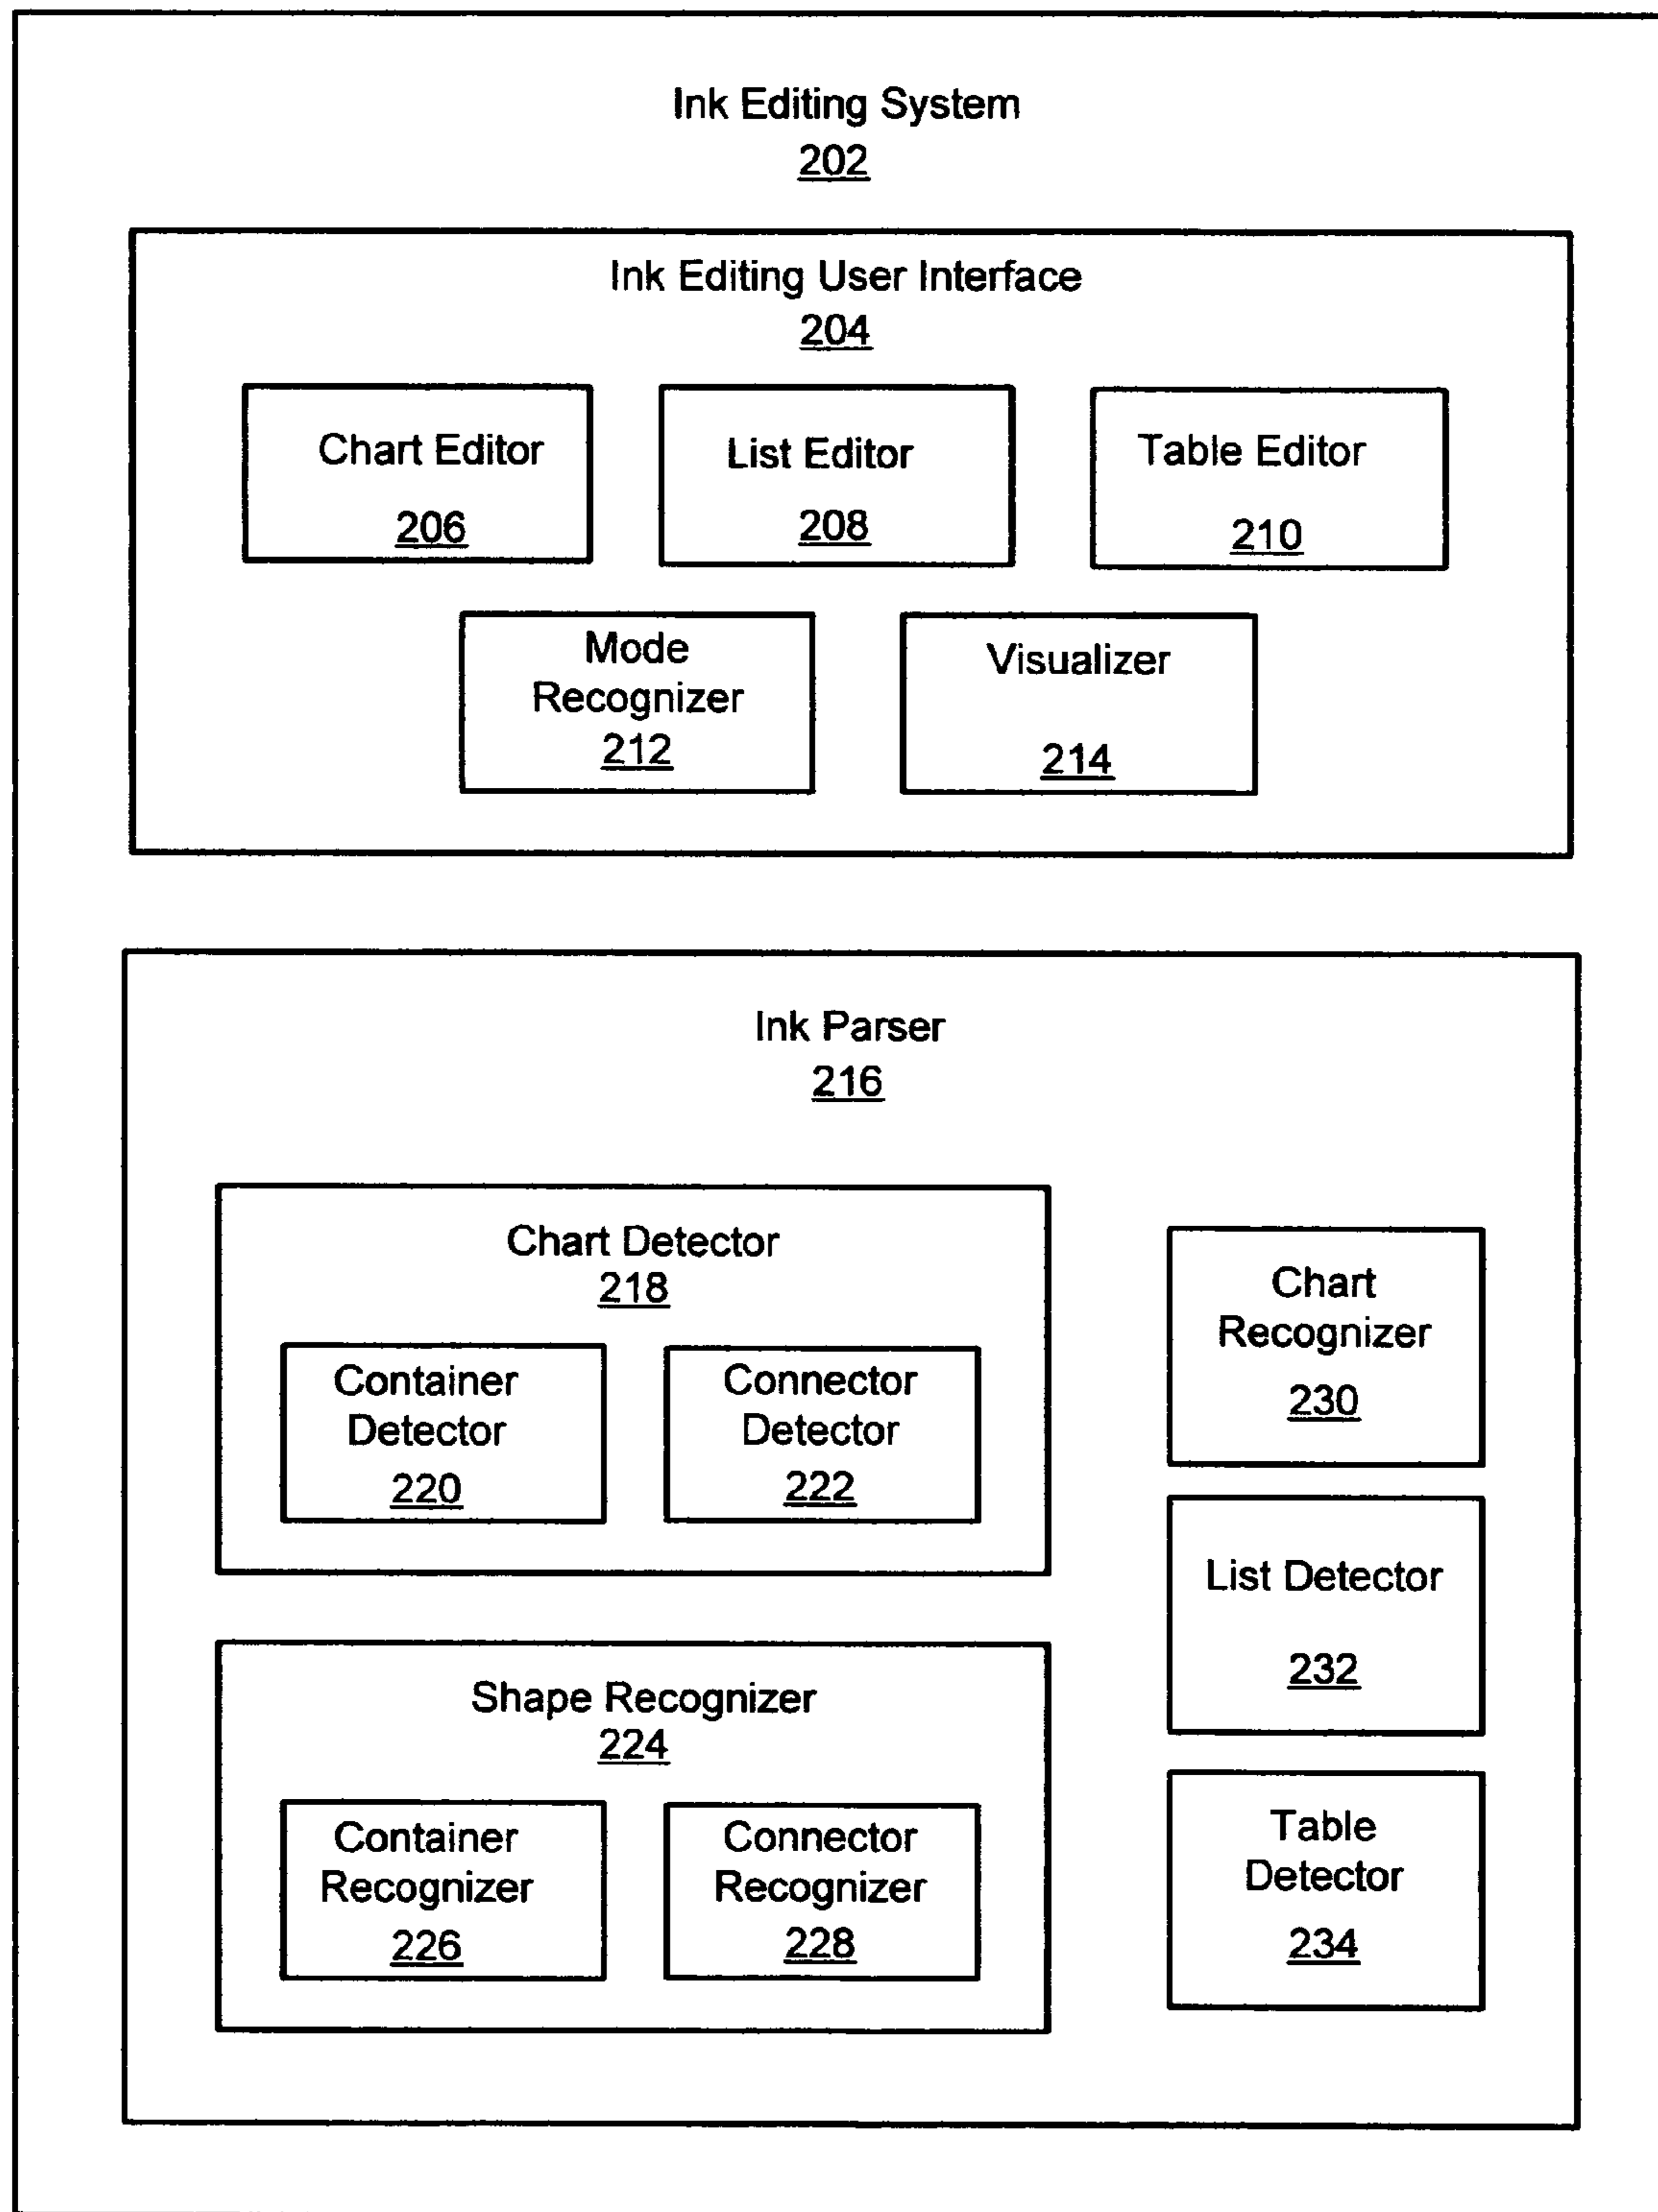 Ink Editing System
202
Ink Editing User Interface
204
Chart Editor
206
List Editor
208
Table Editor
210
Mode
Recognizer
212
Visualizer
214
Ink Parser
216
Chart Detector
218
Container
Detector
220
Connector
Detector
222
Shape Recognizer
224
Container
Recognizer
226
Connector
Recognizer
228
Chart
Recognizer
230
List Detector
232
Table
Detector
234